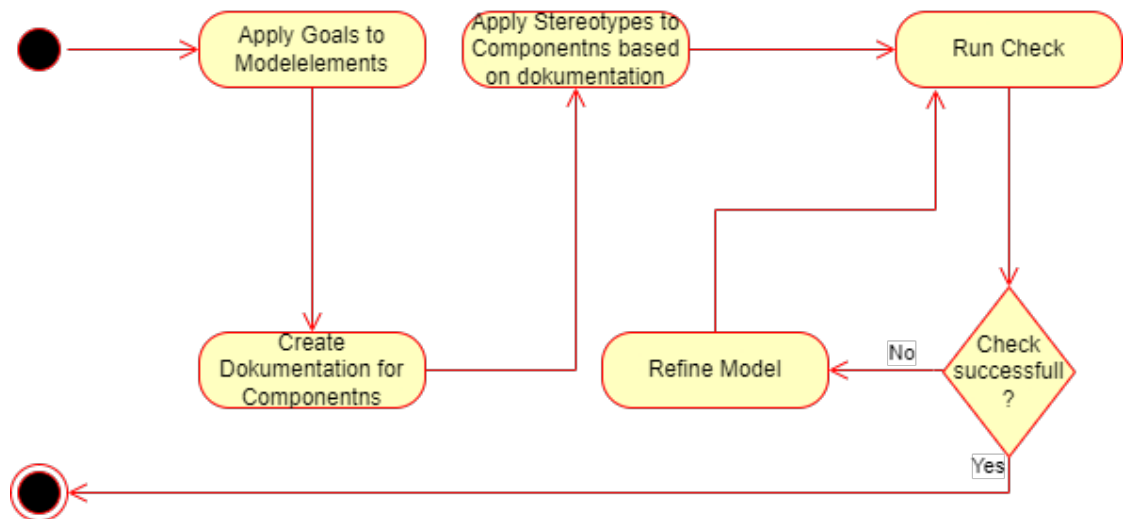 Apply Goals to
Modelelements
Apply Stereotypes to
Componentns based
on dokumentation
Run Check
Create
Dokumentation for
Componentns
Refine Model
No
Check
successfull
?
Yes